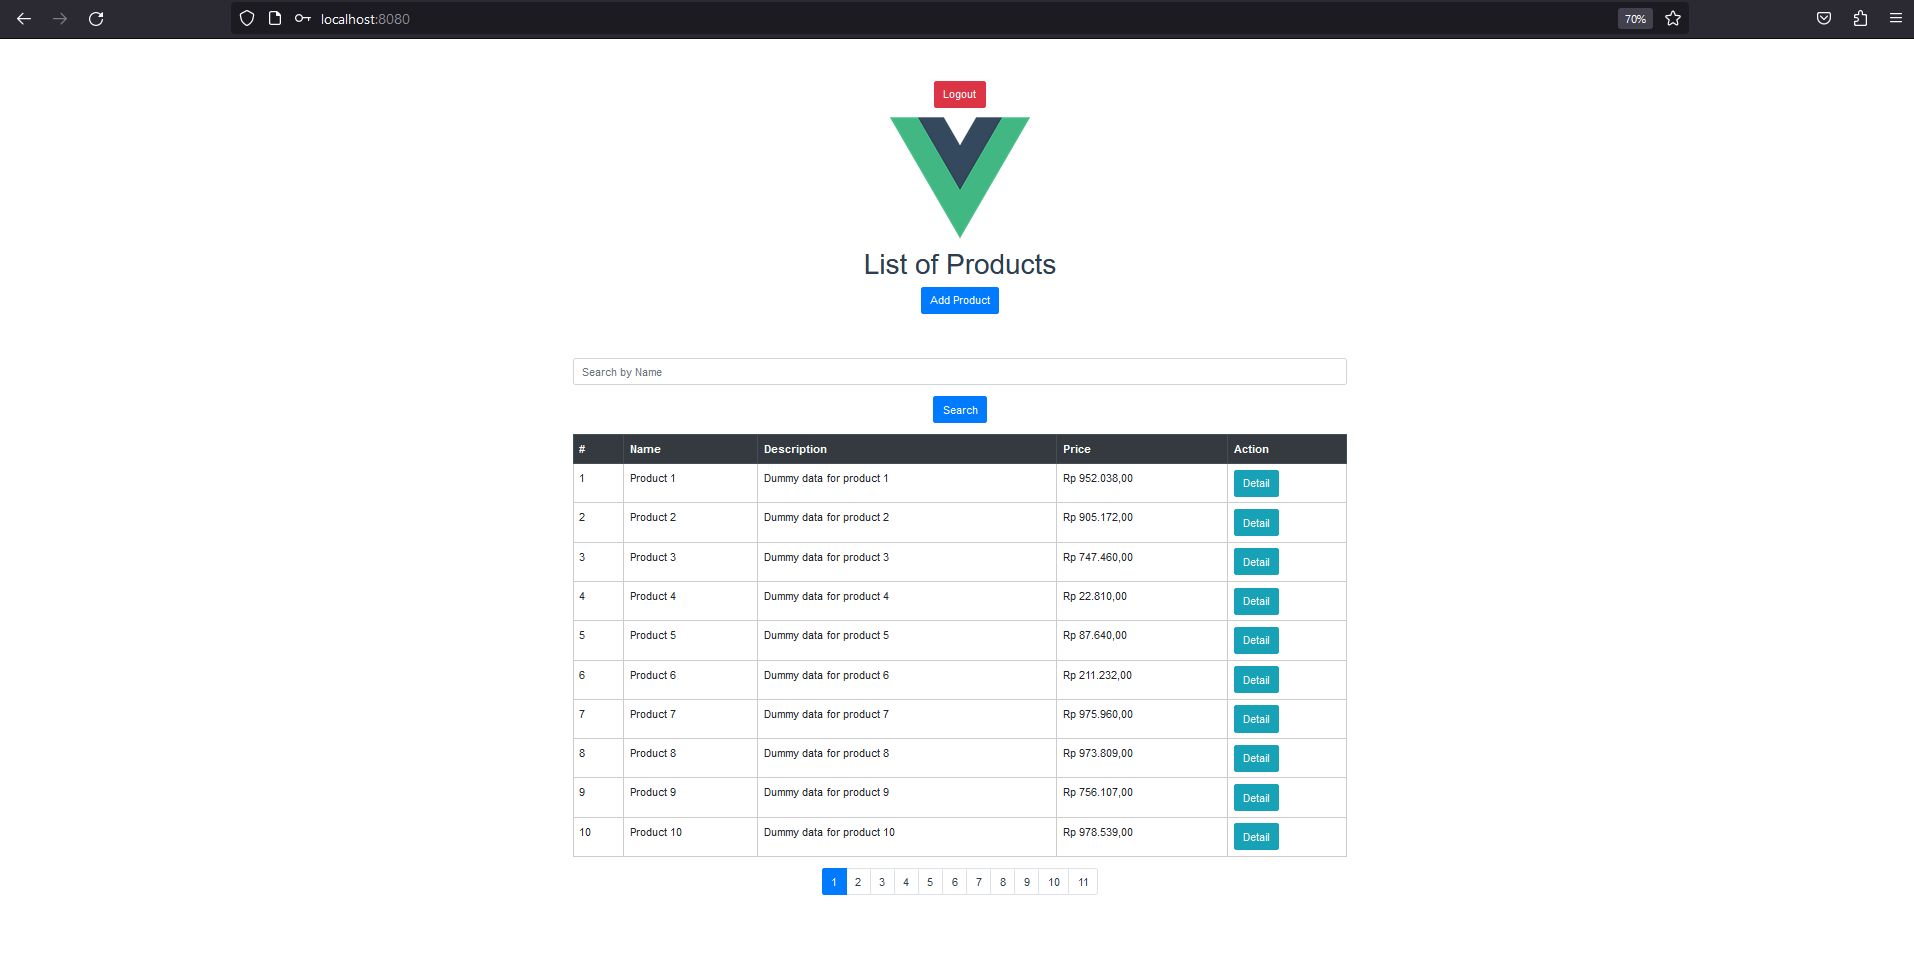 localhost:8080 70%
Logout
List of Products
Add Product
Search by Name
Search
# Name Description Price Action
1 Product 1 Dummy data for product 1 Rp 952.038,00 Detail
2 Product 2 Dummy data for product 2 Rp 905.172,00 Detail
3 Product 3 Dummy data for product 3 Rp 747.460,00 Detail
4 Product 4 Dummy data for product 4 Rp 22.810,00 Detail
5 Product 5 Dummy data for product 5 Rp 87.640,00 Detail
6 Product 6 Dummy data for product 6 Rp 211.232,00 Detail
7 Product 7 Dummy data for product 7 Rp 975.960,00 Detail
8 Product 8 Dummy data for product 8 Rp 973.809,00 Detail
9 Product 9 Dummy data for product 9 Rp 756.107,00 Detail
10 Product 10 Dummy data for product 10 Rp 978.539,00 Detail
1 2 3 4 5 6 7 8 9 10 11